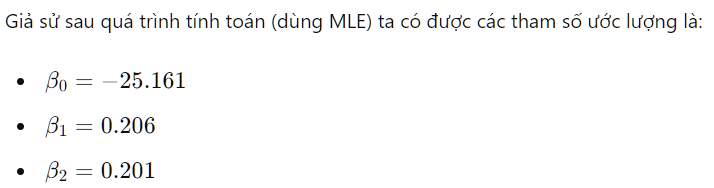 Giả sử sau quá trình tính toán (dùng MLE) ta có được các tham số ước lượng là:
• β₀ = −25.161
• β₁ = 0.206
• β₂ = 0.201